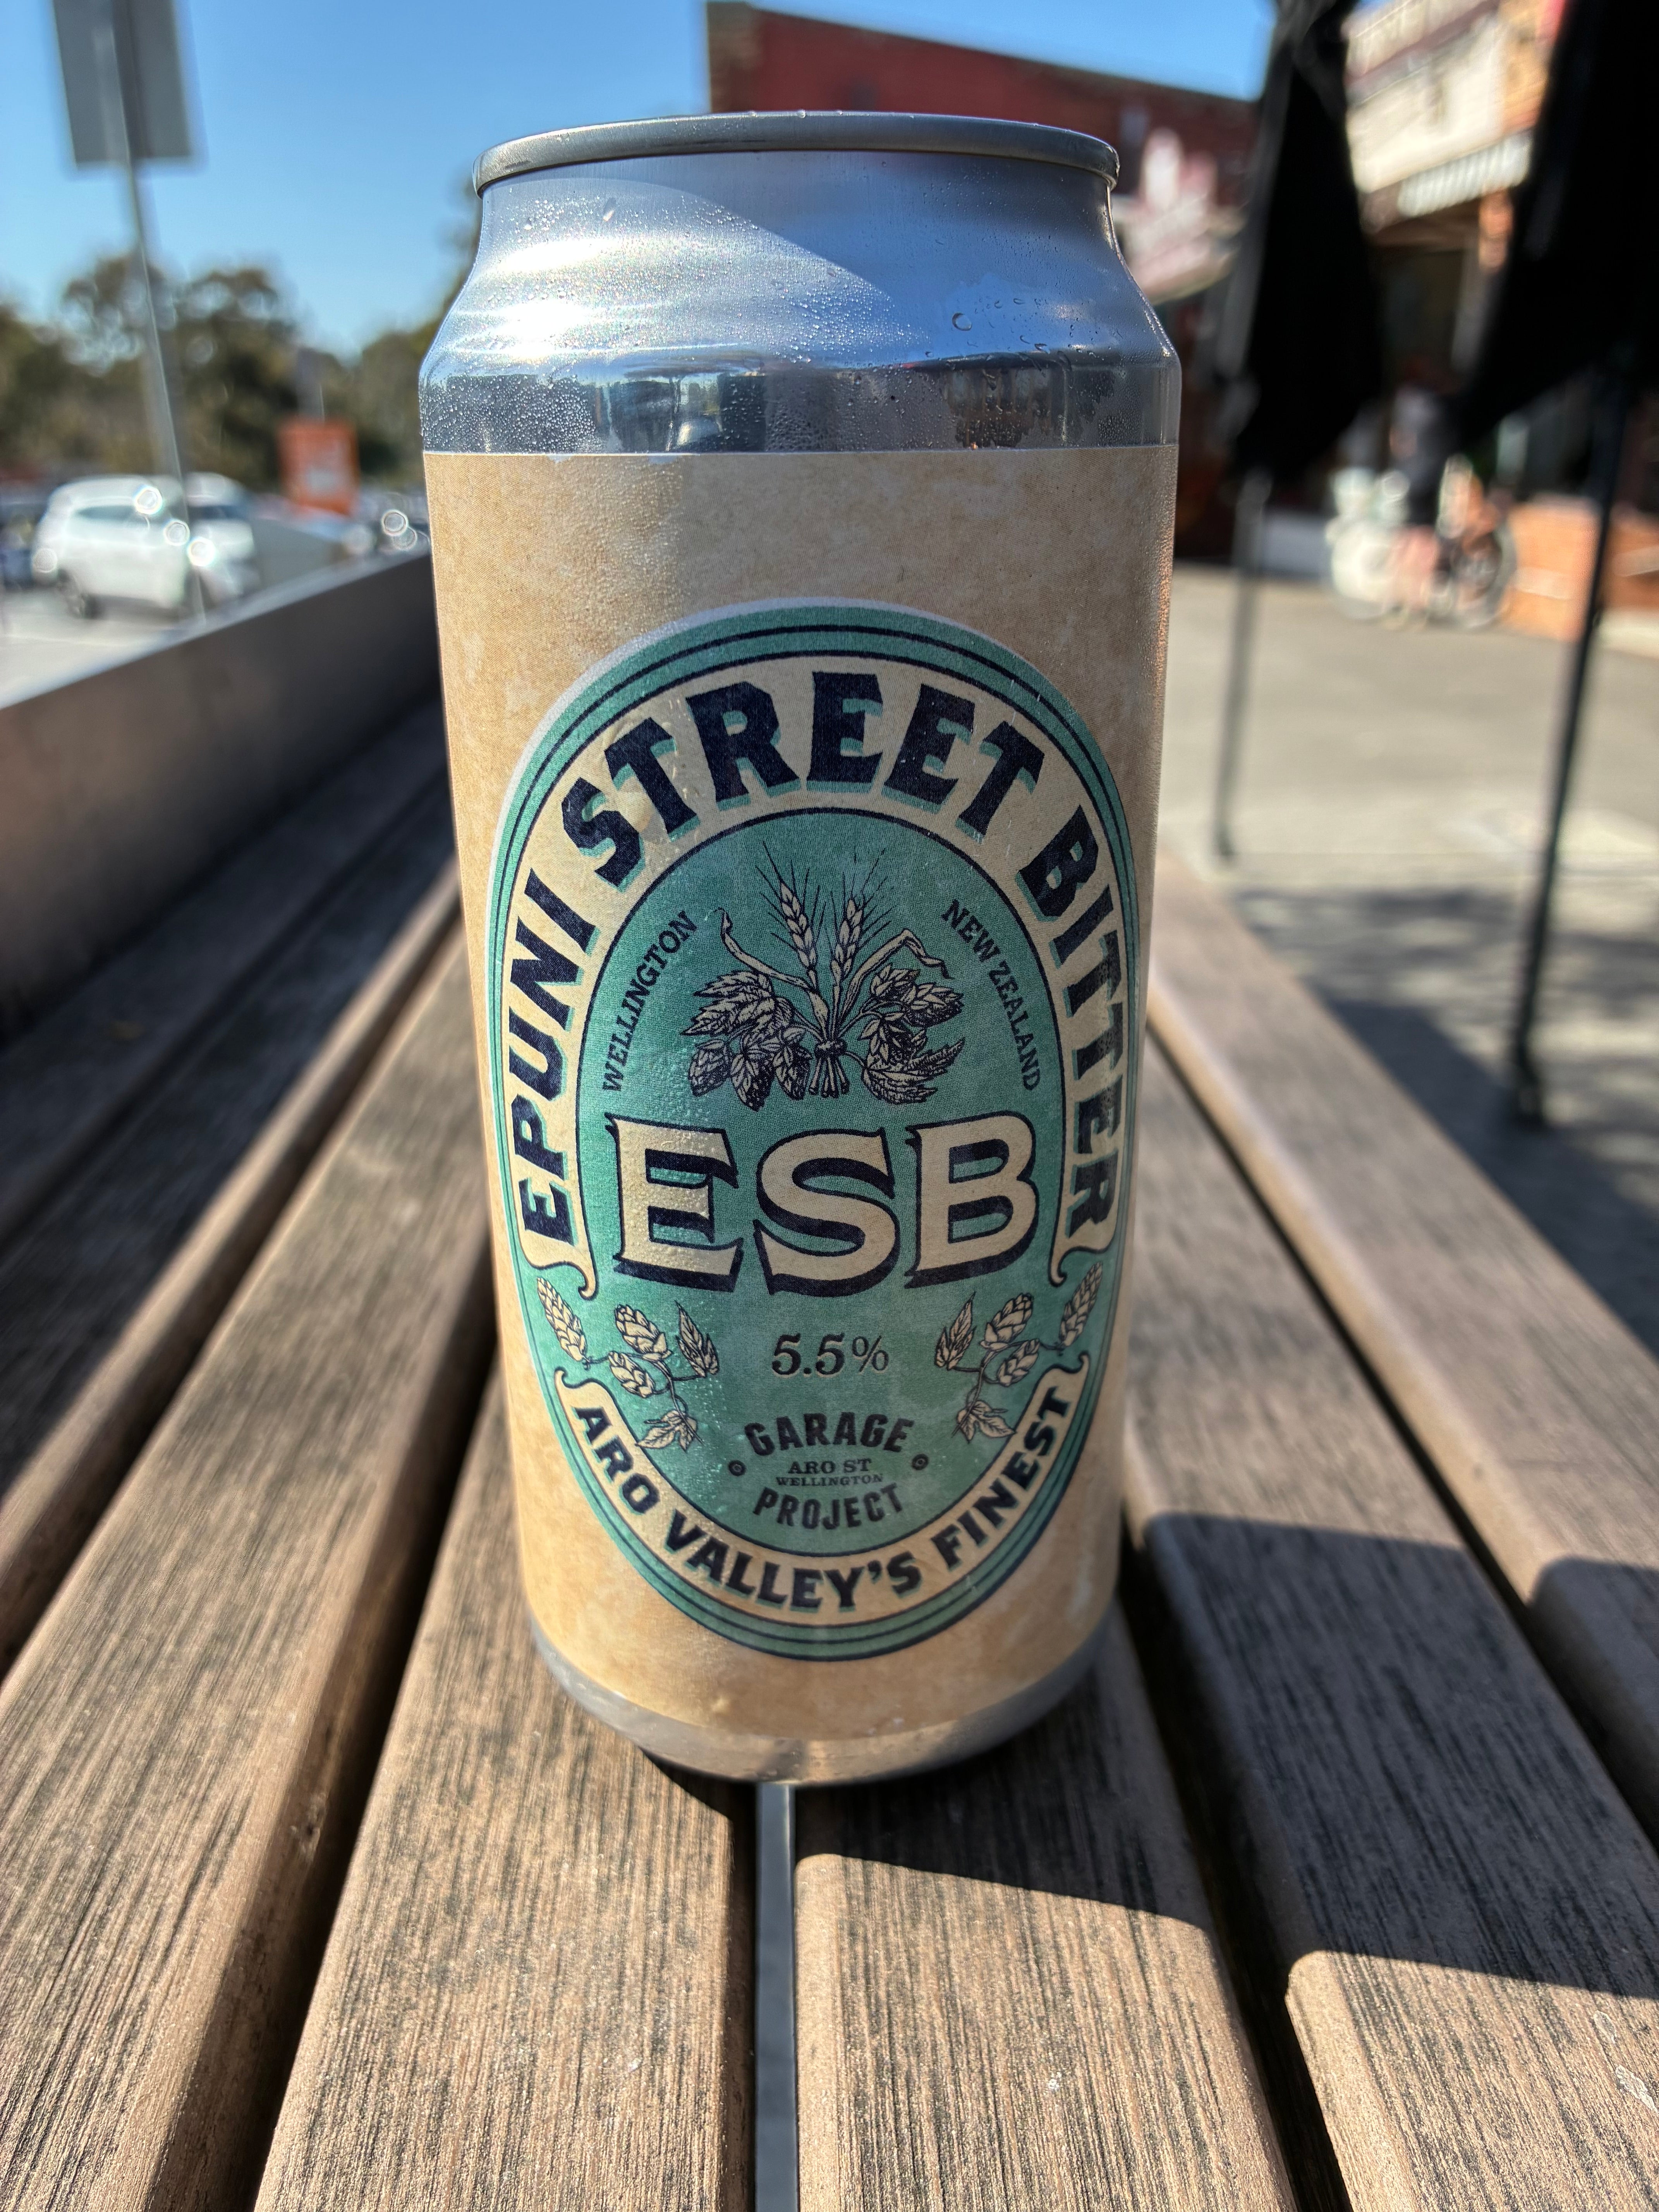 EPUNI STREET BITTER
WELLINGTON
NEW ZEALAND
ESB
5.5%
GARAGE
ARO ST
WELLINGTON
PROJECT
ARO VALLEY'S FINEST